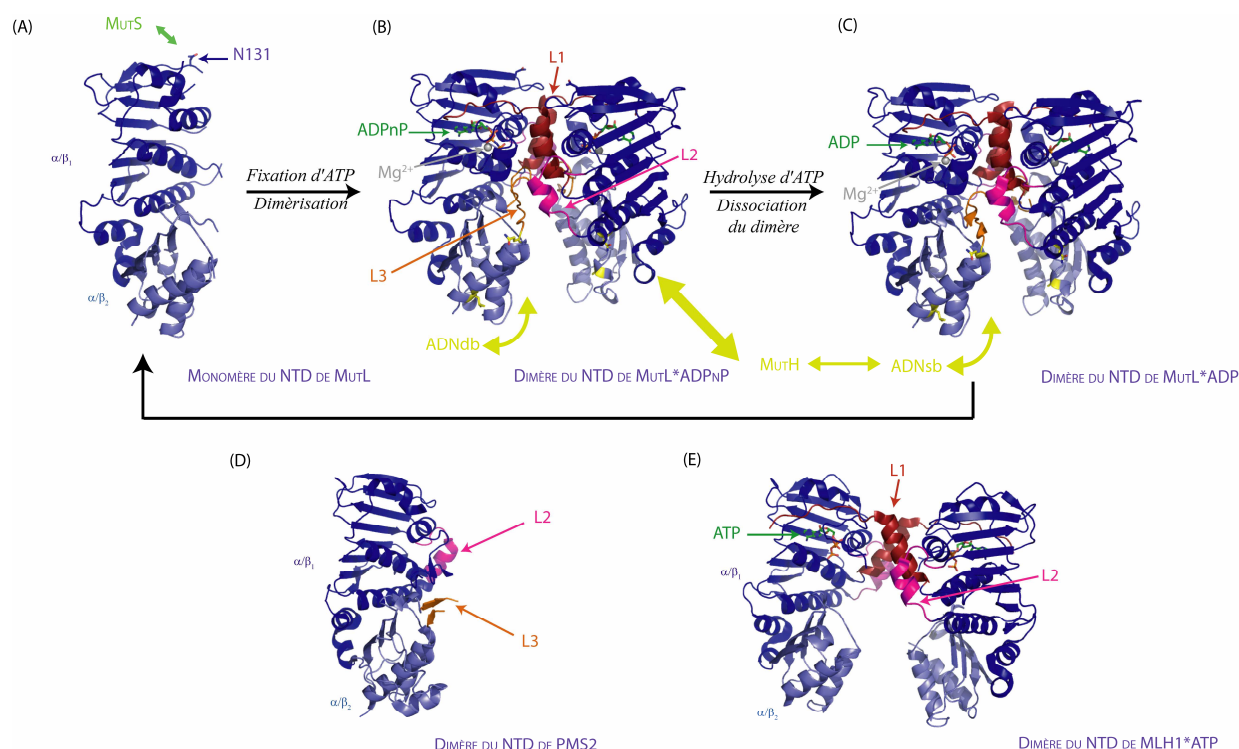 (A)
MutS
N131
α/β1
α/β2
Monomère du NTD de MutL
Fixation d'ATP
Dimèrisation
(B)
L1
ADPnP
Mg2+
L2
L3
ADNdb
Dimère du NTD de MutL*ADPnP
Hydrolyse d'ATP
Dissociation
du dimère
MutH
ADNsb
(C)
ADP
Mg2+
Dimère du NTD de MutL*ADP
(D)
α/β1
L2
L3
α/β2
Dimère du NTD de PMS2
(E)
L1
ATP
α/β1
L2
α/β2
Dimère du NTD de MLH1*ATP